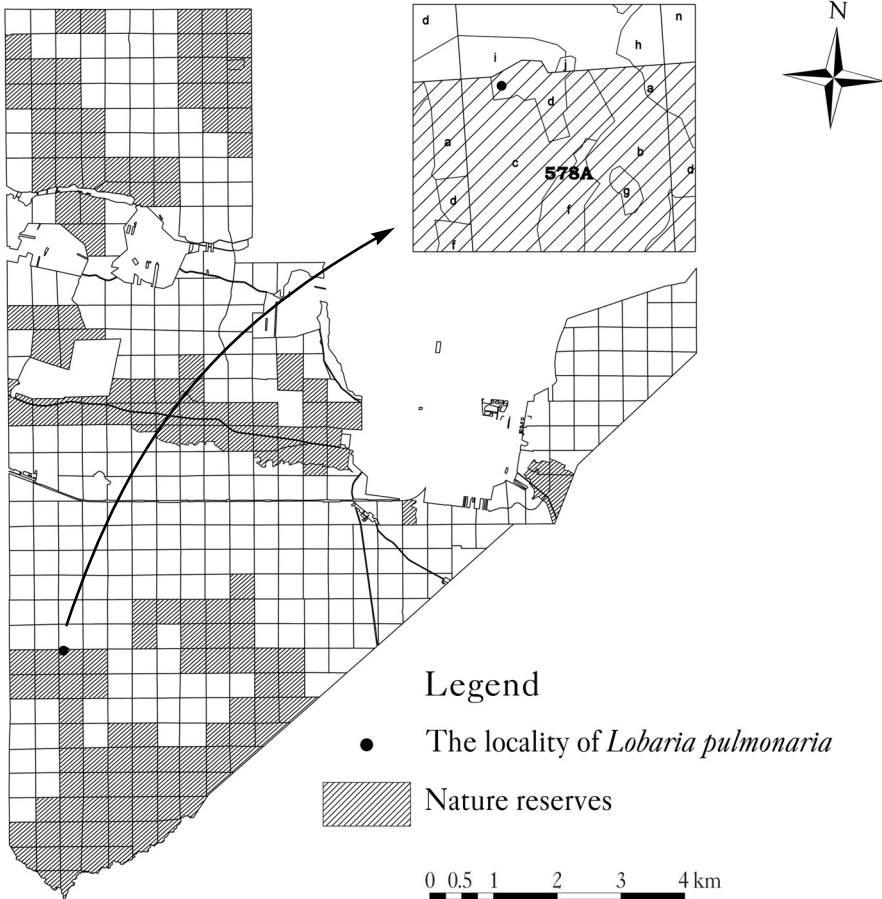 N
d
n
h
i
j
a
d
a
b
c
578A
d
g
d
f
f
Legend
The locality of Lobaria pulmonaria
Nature reserves
0 0.5 1 2 3 4 km